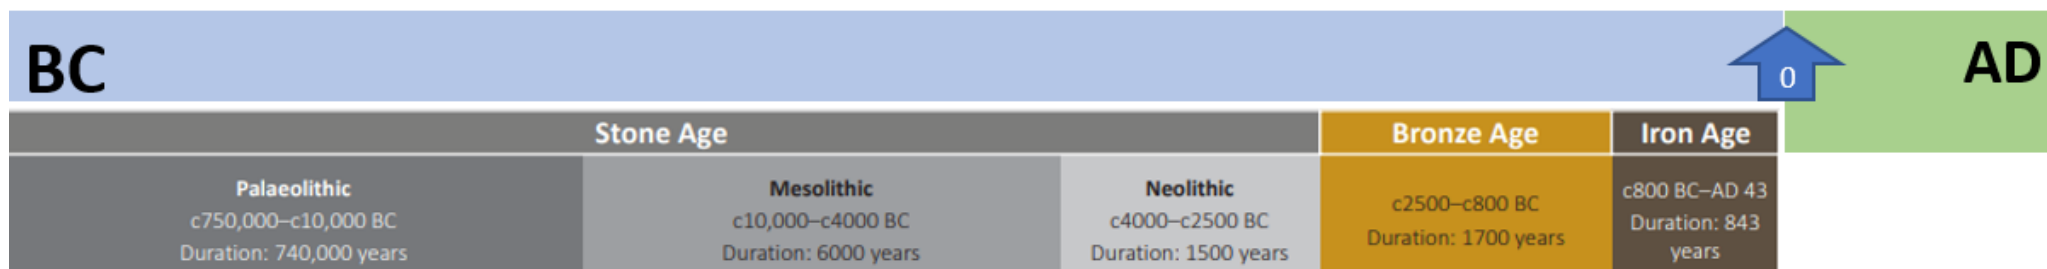 BC
0
AD
Stone Age
Bronze Age
Iron Age
Palaeolithic
c750,000–c10,000 BC
Duration: 740,000 years
Mesolithic
c10,000–c4000 BC
Duration: 6000 years
Neolithic
c4000–c2500 BC
Duration: 1500 years
c2500–c800 BC
Duration: 1700 years
c800 BC–AD 43
Duration: 843
years